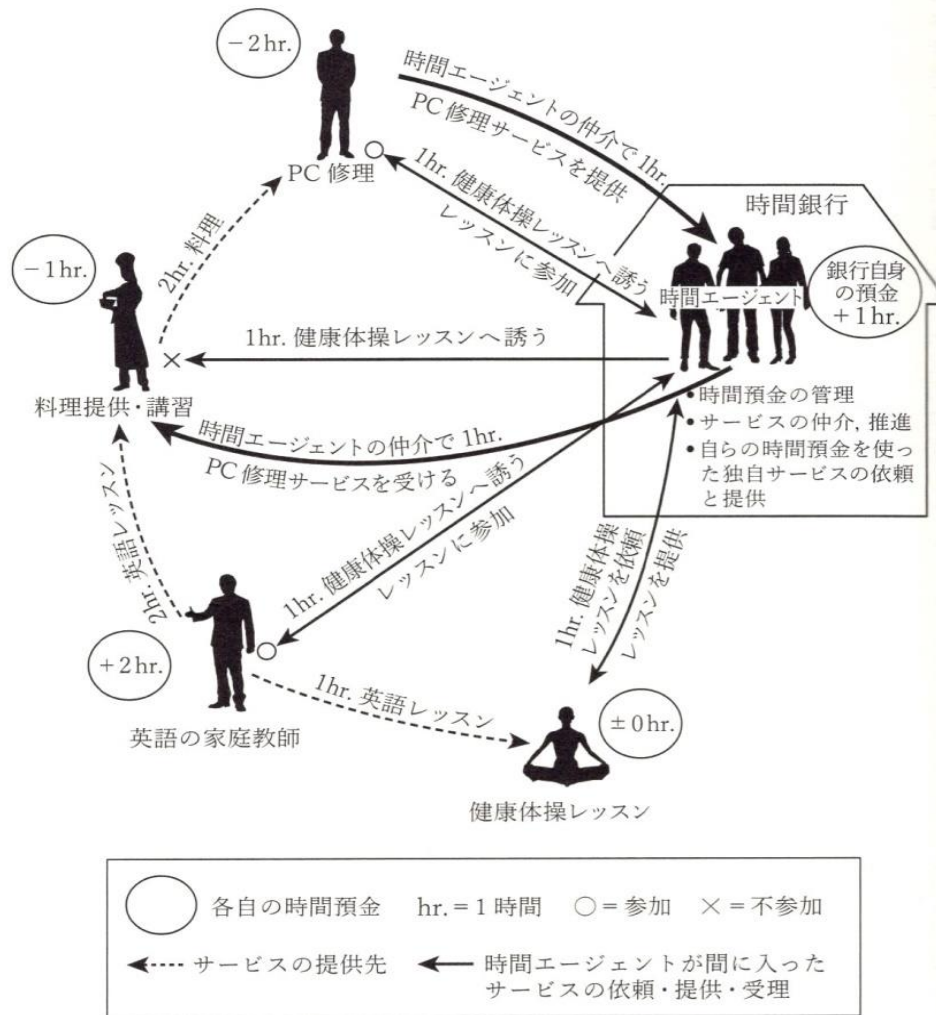 −2hr.
PC 修理
時間エージェントの仲介で 1hr.
PC 修理サービスを提供
1hr. 健康体操レッスンへ誘う
レッスンに参加
時間銀行
時間エージェント
銀行自身
の預金
+1hr.
−1hr.
2hr. 料理
1hr. 健康体操レッスンへ誘う
×
料理提供・講習
時間エージェントの仲介で 1hr.
PC 修理サービスを受ける
•時間預金の管理
•サービスの仲介, 推進
•自らの時間預金を使っ
た独自サービスの依頼
と提供
2hr. 英語レッスン
1hr. 健康体操レッスンへ誘う
レッスンに参加
1hr. 健康体操
レッスンを依頼
レッスンを提供
+2hr.
英語の家庭教師
1hr. 英語レッスン
±0hr.
健康体操レッスン
各自の時間預金 hr. = 1 時間 ○ = 参加 × = 不参加
サービスの提供先
時間エージェントが間に入った
サービスの依頼・提供・受理